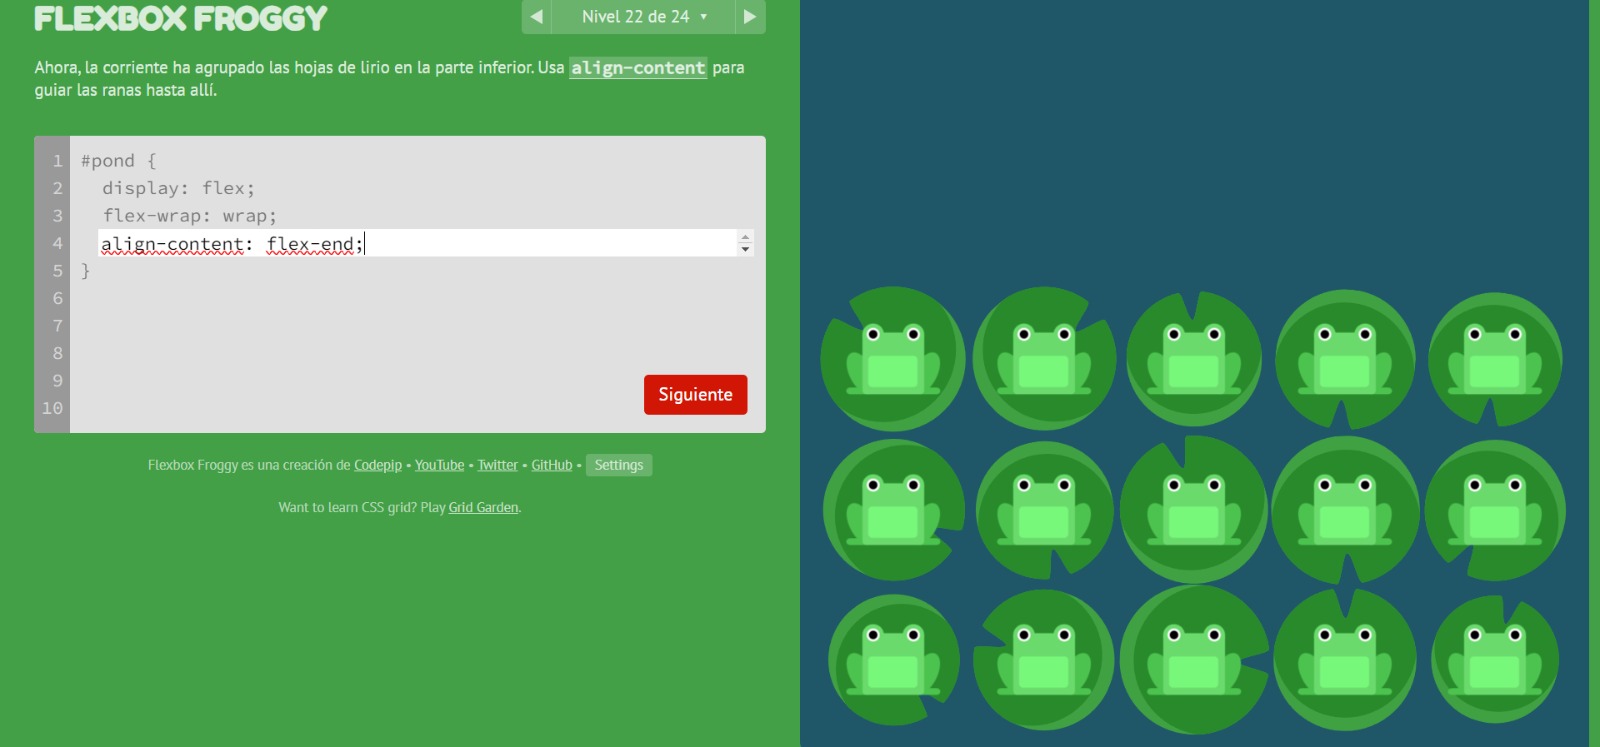 FLEXBOX FROGGY
Nivel 22 de 24
Ahora, la corriente ha agrupado las hojas de lirio en la parte inferior. Usa align-content para
guiar las ranas hasta allí.
1 #pond {
2 display: flex;
3 flex-wrap: wrap;
4 align-content: flex-end;
5 }
6
7
8
9
10
Siguiente
Flexbox Froggy es una creación de Codepip • YouTube • Twitter • GitHub • Settings
Want to learn CSS grid? Play Grid Garden.